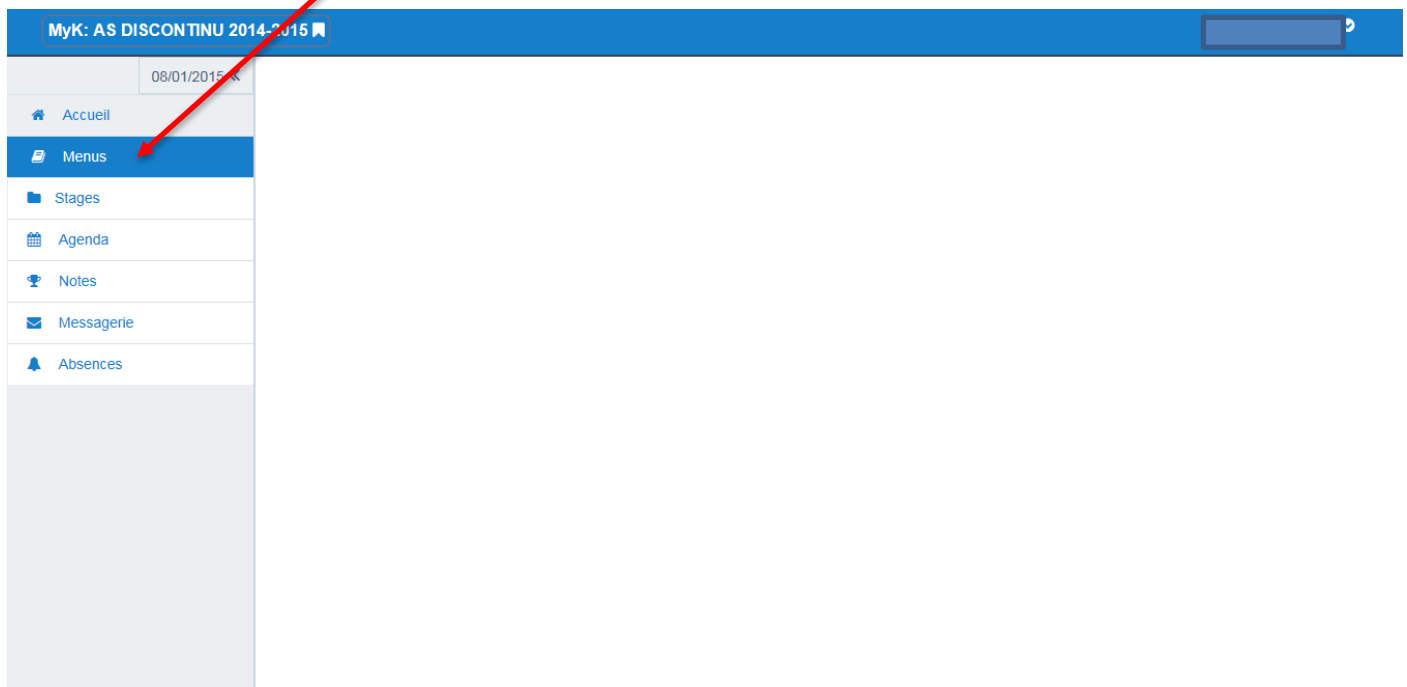 MyK: AS DISCONTINU 2014-2015
08/01/2015 «
Accueil
Menus
Stages
Agenda
Notes
Messagerie
Absences